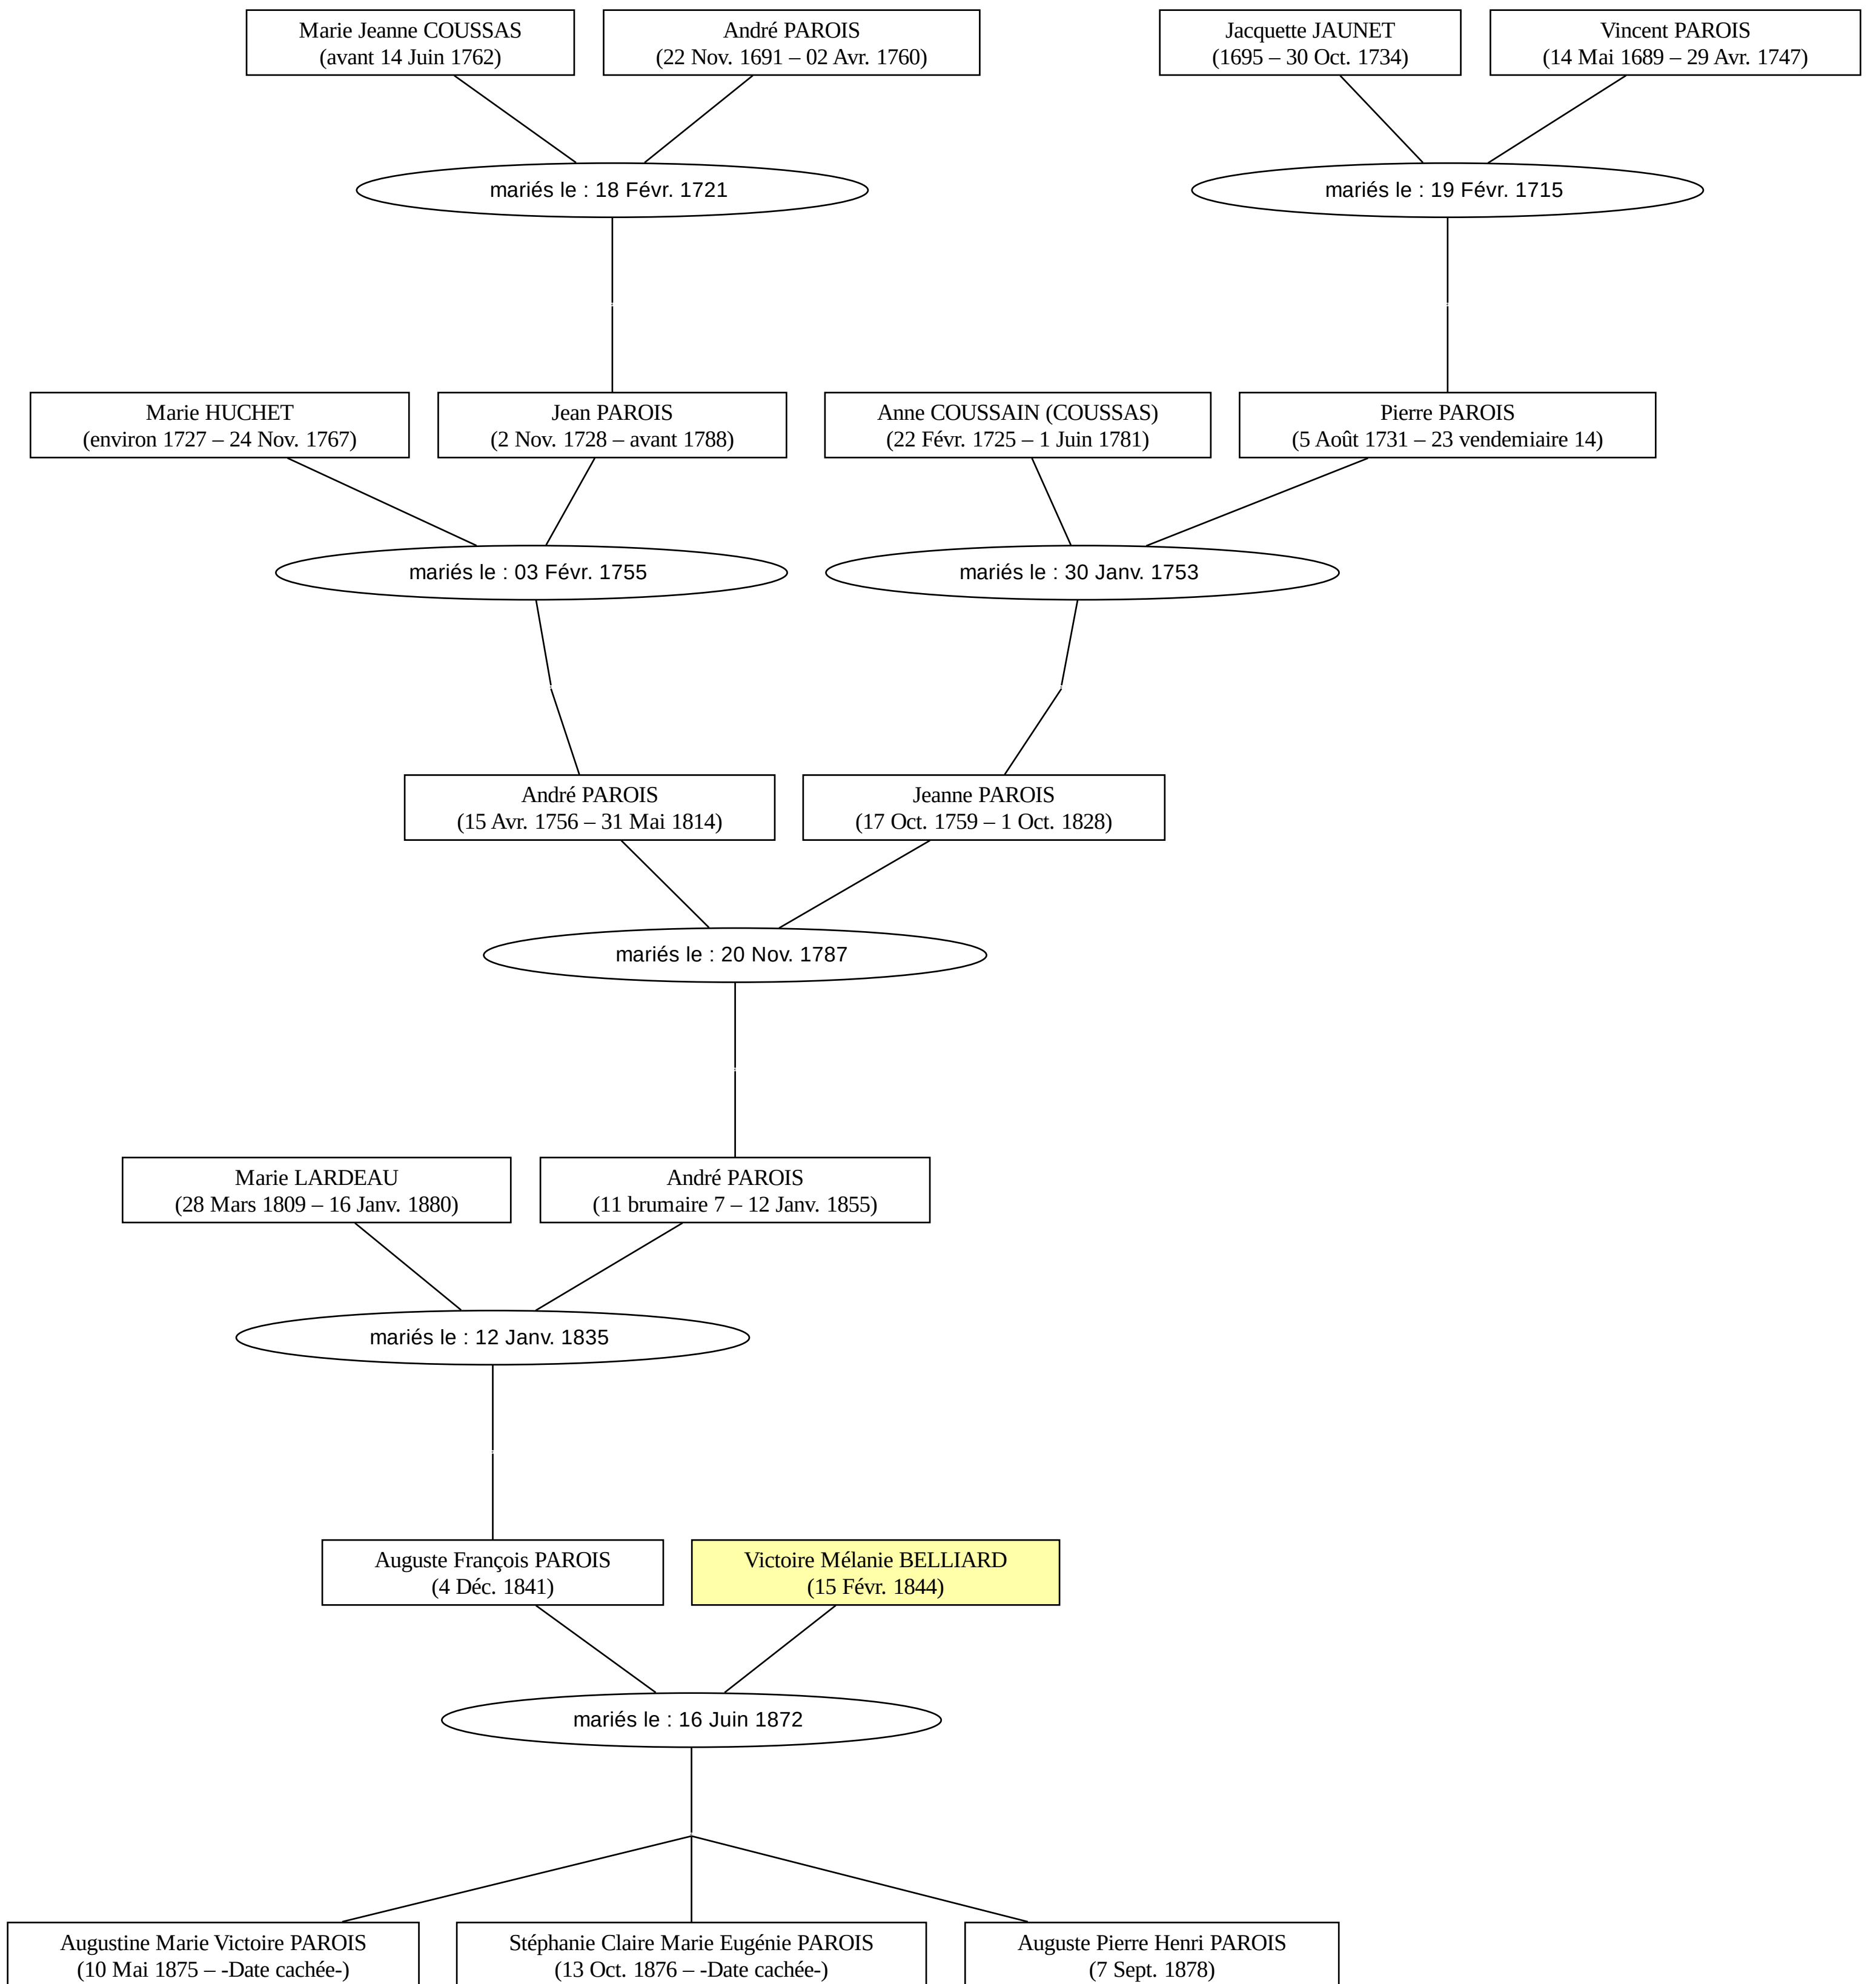 Marie Jeanne COUSSAS
(avant 14 Juin 1762)
André PAROIS
(22 Nov. 1691 – 02 Avr. 1760)
Jacquette JAUNET
(1695 – 30 Oct. 1734)
Vincent PAROIS
(14 Mai 1689 – 29 Avr. 1747)
mariés le : 18 Févr. 1721
mariés le : 19 Févr. 1715
Marie HUCHET
(environ 1727 – 24 Nov. 1767)
Jean PAROIS
(2 Nov. 1728 – avant 1788)
Anne COUSSAIN (COUSSAS)
(22 Févr. 1725 – 1 Juin 1781)
Pierre PAROIS
(5 Août 1731 – 23 vendemiaire 14)
mariés le : 03 Févr. 1755
mariés le : 30 Janv. 1753
André PAROIS
(15 Avr. 1756 – 31 Mai 1814)
Jeanne PAROIS
(17 Oct. 1759 – 1 Oct. 1828)
mariés le : 20 Nov. 1787
Marie LARDEAU
(28 Mars 1809 – 16 Janv. 1880)
André PAROIS
(11 brumaire 7 – 12 Janv. 1855)
mariés le : 12 Janv. 1835
Auguste François PAROIS
(4 Déc. 1841)
Victoire Mélanie BELLIARD
(15 Févr. 1844)
mariés le : 16 Juin 1872
Augustine Marie Victoire PAROIS
(10 Mai 1875 – -Date cachée-)
Stéphanie Claire Marie Eugénie PAROIS
(13 Oct. 1876 – -Date cachée-)
Auguste Pierre Henri PAROIS
(7 Sept. 1878)